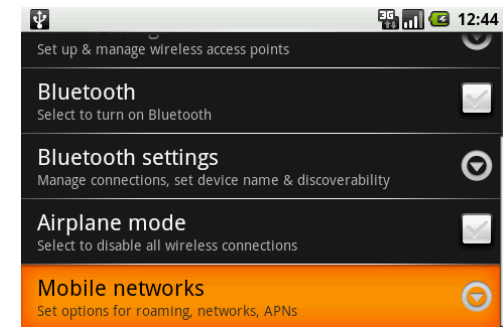 3G 12:44
Set up & manage wireless access points
Bluetooth
Select to turn on Bluetooth
Bluetooth settings
Manage connections, set device name & discoverability
Airplane mode
Select to disable all wireless connections
Mobile networks
Set options for roaming, networks, APNs